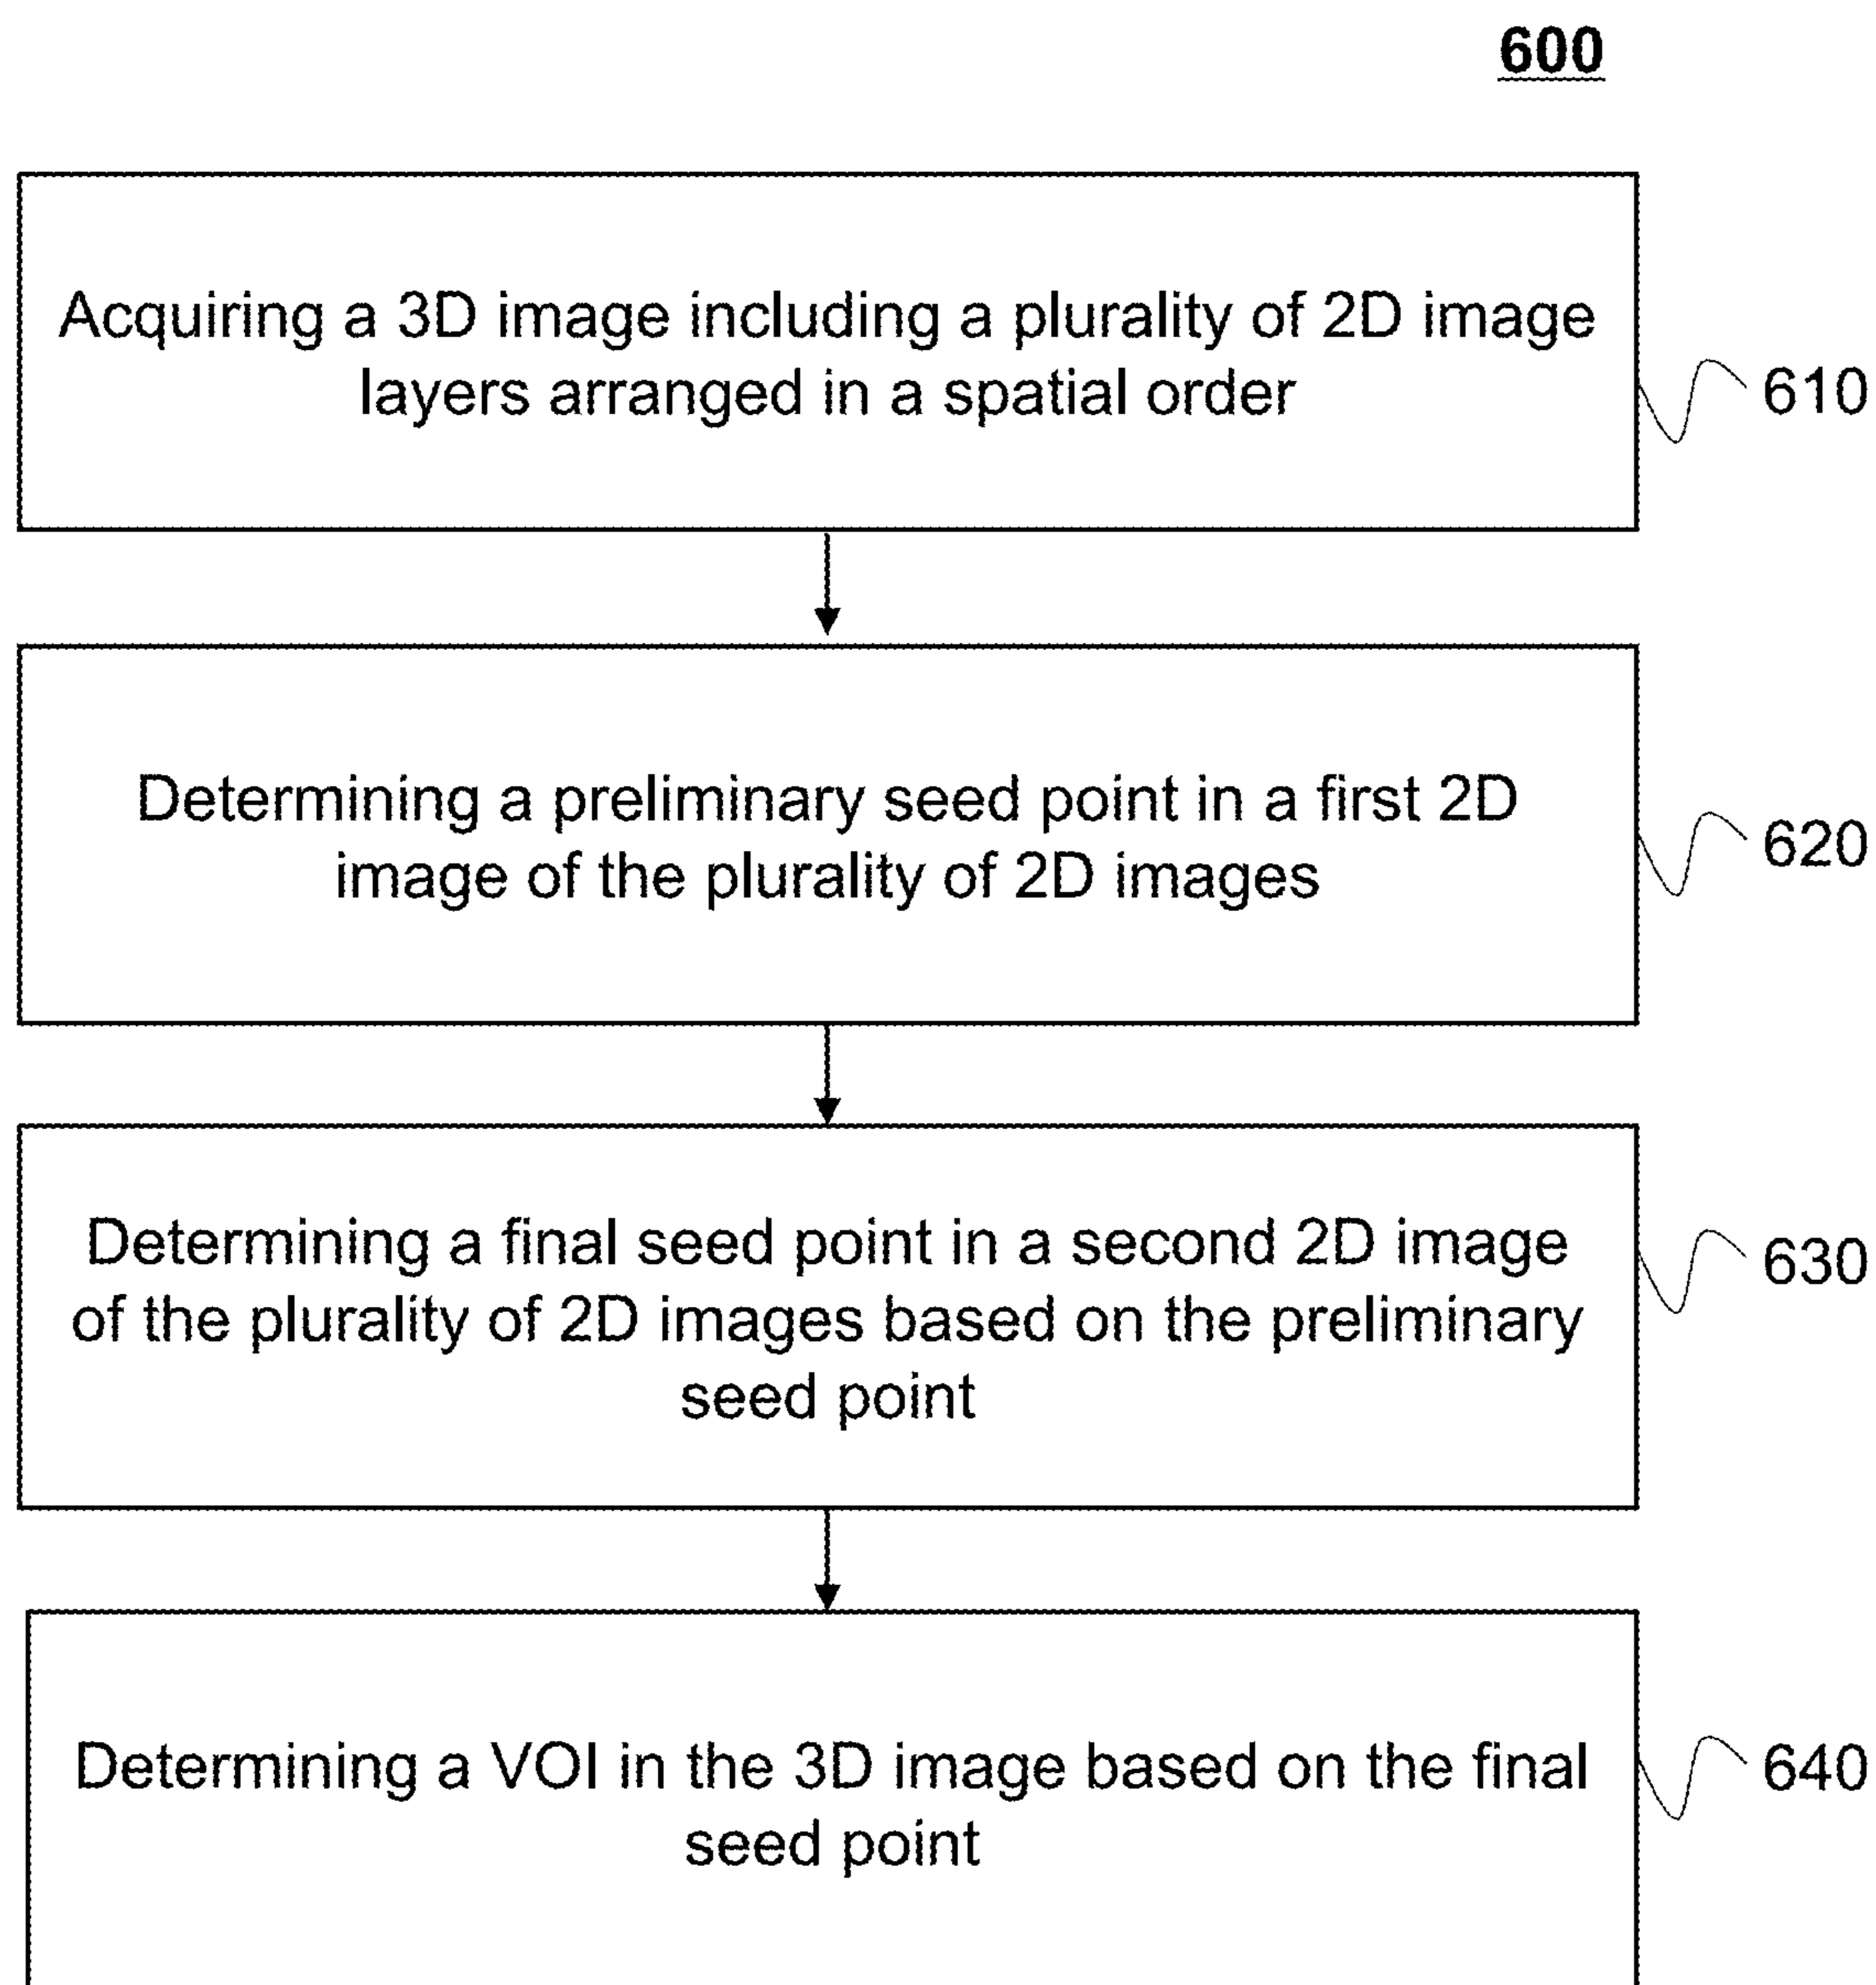 600
Acquiring a 3D image including a plurality of 2D image
layers arranged in a spatial order
610
Determining a preliminary seed point in a first 2D
image of the plurality of 2D images
620
Determining a final seed point in a second 2D image
of the plurality of 2D images based on the preliminary
seed point
630
Determining a VOI in the 3D image based on the final
seed point
640